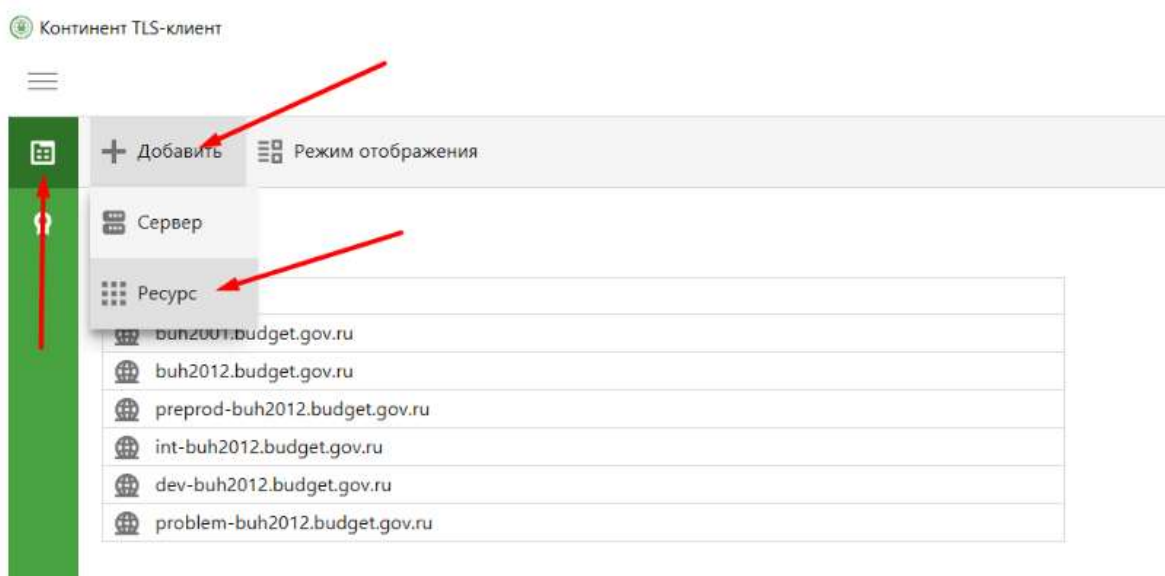 Континент TLS-клиент
Добавить
Режим отображения
Сервер
Ресурс
buh2001.budget.gov.ru
buh2012.budget.gov.ru
preprod-buh2012.budget.gov.ru
int-buh2012.budget.gov.ru
dev-buh2012.budget.gov.ru
problem-buh2012.budget.gov.ru